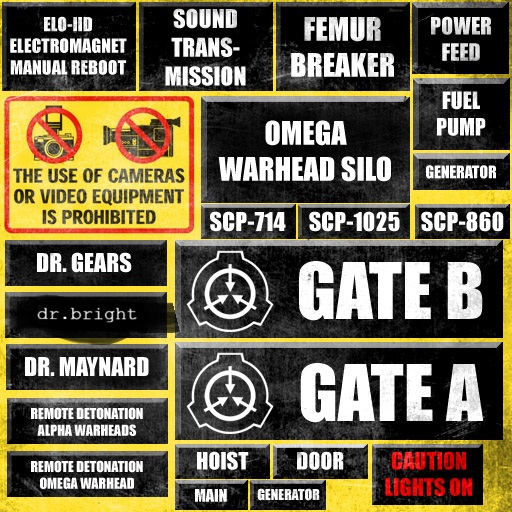 ELO-IID
ELECTROMAGNET
MANUAL REBOOT
SOUND
TRANS-
MISSION
FEMUR
BREAKER
POWER
FEED
FUEL
PUMP
GENERATOR
THE USE OF CAMERAS
OR VIDEO EQUIPMENT
IS PROHIBITED
OMEGA
WARHEAD SILO
SCP-714
SCP-1025
SCP-860
DR. GEARS
dr.bright
DR. MAYNARD
REMOTE DETONATION
ALPHA WARHEADS
REMOTE DETONATION
OMEGA WARHEAD
GATE B
GATE A
HOIST
DOOR
MAIN
GENERATOR
CAUTION
LIGHTS ON